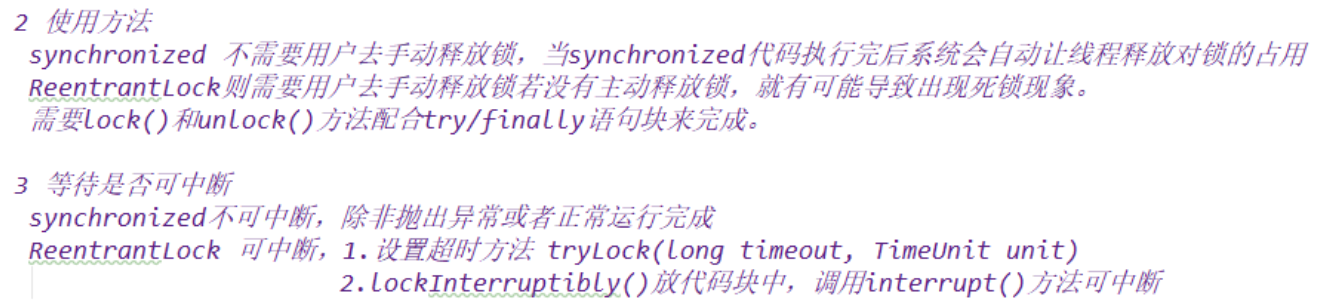 2 使用方法
synchronized 不需要用户去手动释放锁，当synchronized代码执行完后系统会自动让线程释放对锁的占用
ReentrantLock则需要用户去手动释放锁若没有主动释放锁，就有可能导致出现死锁现象。
需要lock()和unlock()方法配合try/finally语句块来完成。
3 等待是否可中断
synchronized不可中断，除非抛出异常或者正常运行完成
ReentrantLock 可中断，1.设置超时方法 tryLock(long timeout, TimeUnit unit)
2.lockInterruptibly()放代码块中，调用interrupt()方法可中断